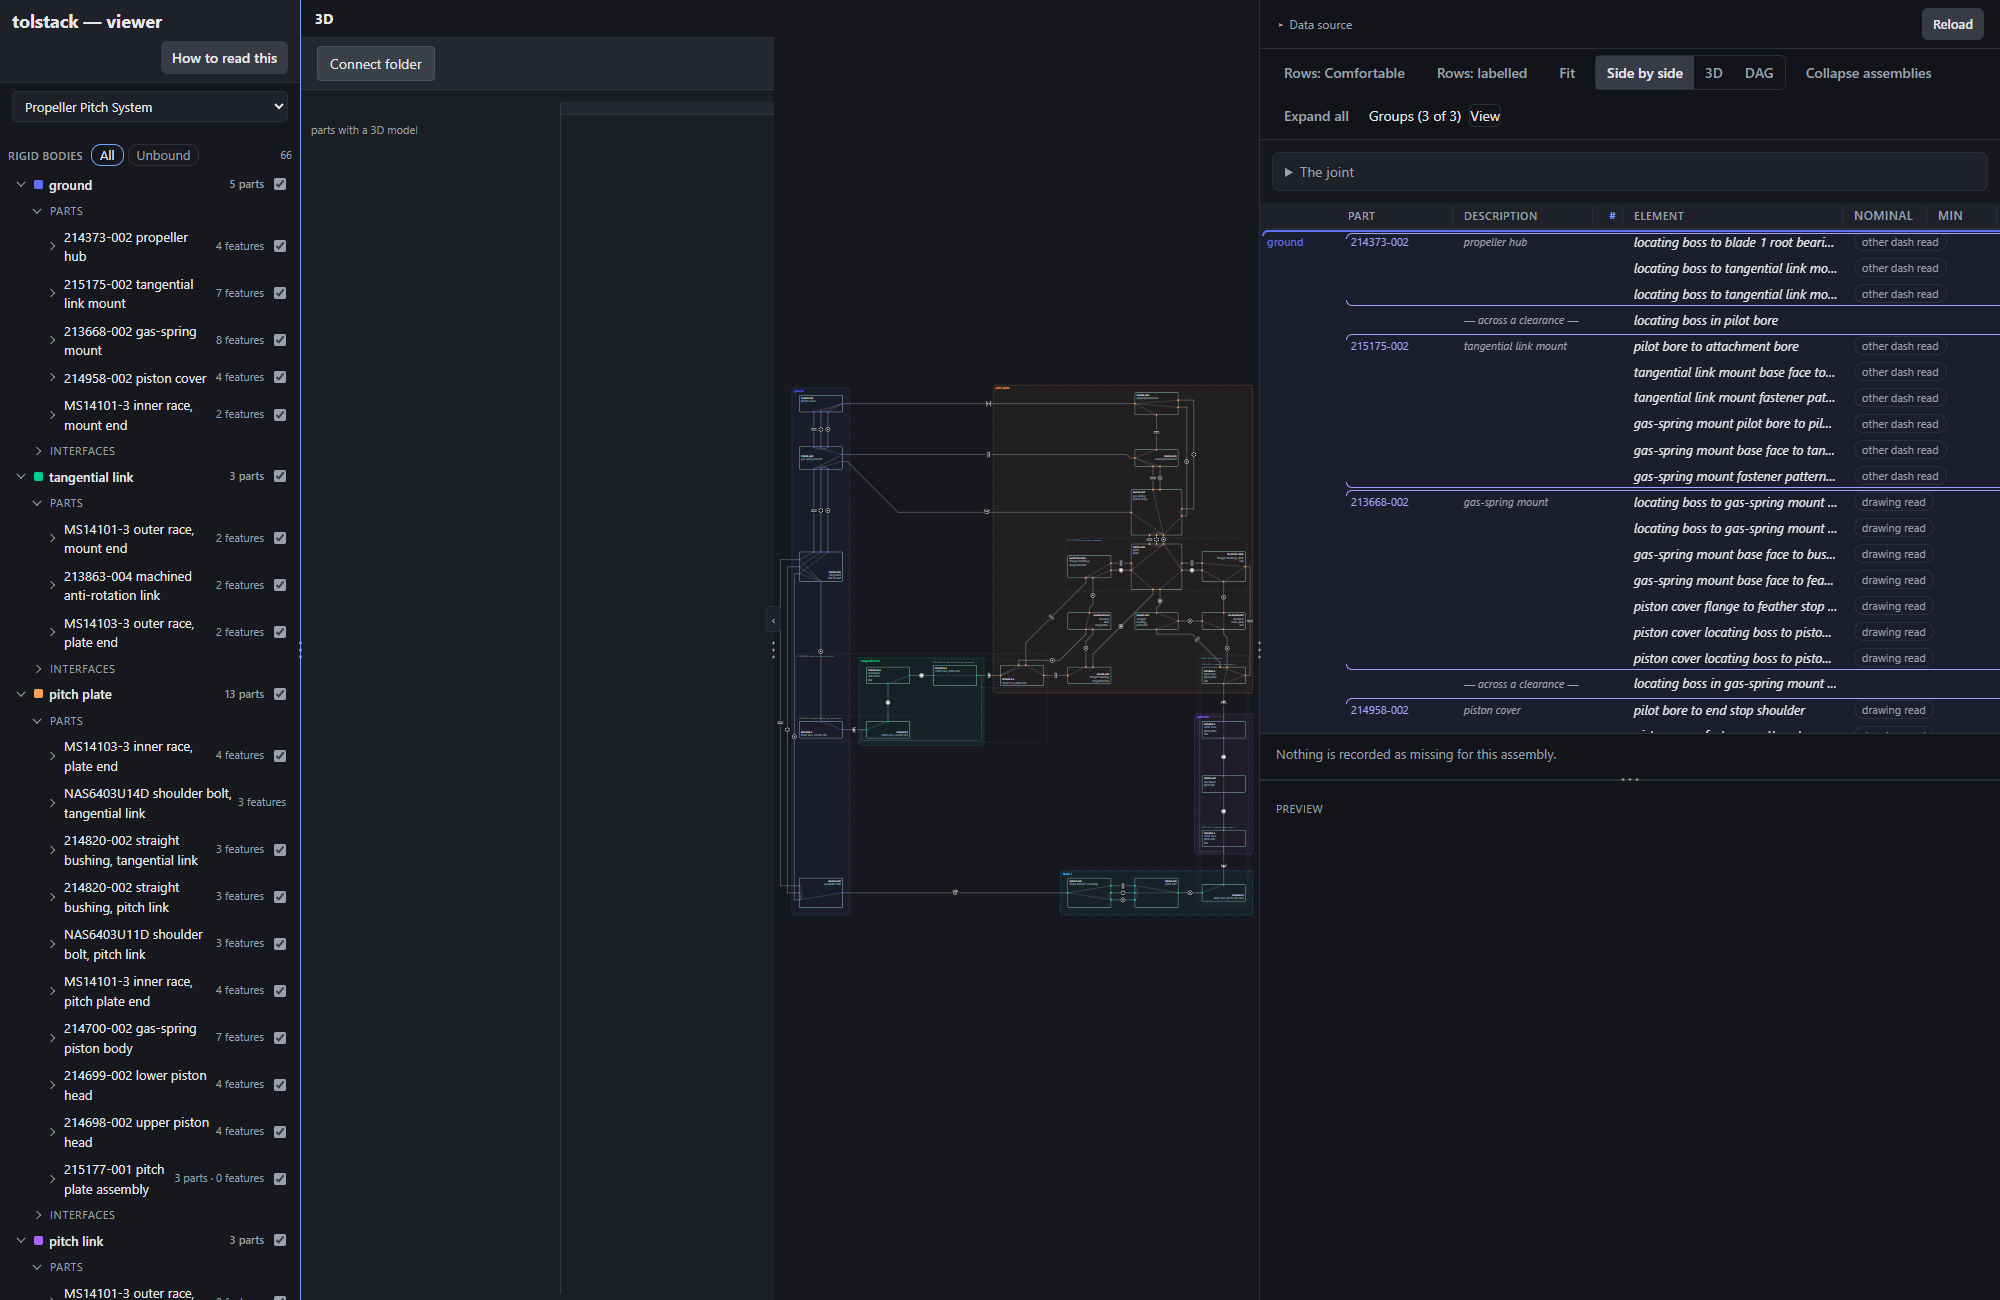 tolstack — viewer
How to read this
Propeller Pitch System
RIGID BODIES All Unbound 66
ground 5 parts
PARTS
214373-002 propeller hub 4 features
215175-002 tangential link mount 7 features
213668-002 gas-spring mount 8 features
214958-002 piston cover 4 features
MS14101-3 inner race, mount end 2 features
INTERFACES
tangential link 3 parts
PARTS
MS14101-3 outer race, mount end 2 features
213863-004 machined anti-rotation link 2 features
MS14103-3 outer race, plate end 2 features
INTERFACES
pitch plate 13 parts
PARTS
MS14103-3 inner race, plate end 4 features
NAS6403U14D shoulder bolt, tangential link 3 features
214820-002 straight bushing, tangential link 3 features
214820-002 straight bushing, pitch link 3 features
NAS6403U11D shoulder bolt, pitch link 3 features
MS14101-3 inner race, pitch plate end 4 features
214700-002 gas-spring piston body 7 features
214699-002 lower piston head 4 features
214698-002 upper piston head 4 features
215177-001 pitch plate assembly 3 parts · 0 features
INTERFACES
pitch link 3 parts
PARTS
MS14101-3 outer race,
3D
Connect folder
parts with a 3D model
Data source
Reload
Rows: Comfortable Rows: labelled Fit Side by side 3D DAG Collapse assemblies
Expand all Groups (3 of 3) View
The joint
PART DESCRIPTION # ELEMENT NOMINAL MIN
ground 214373-002 propeller hub locating boss to blade 1 root beari... other dash read
locating boss to tangential link mo... other dash read
locating boss to tangential link mo... other dash read
— across a clearance — locating boss in pilot bore
215175-002 tangential link mount pilot bore to attachment bore other dash read
tangential link mount base face to... other dash read
tangential link mount fastener pat... other dash read
gas-spring mount pilot bore to pil... other dash read
gas-spring mount base face to tan... other dash read
gas-spring mount fastener pattern... other dash read
213668-002 gas-spring mount locating boss to gas-spring mount ... drawing read
locating boss to gas-spring mount ... drawing read
gas-spring mount base face to bus... drawing read
gas-spring mount base face to fea... drawing read
piston cover flange to feather stop ... drawing read
piston cover locating boss to pisto... drawing read
piston cover locating boss to pisto... drawing read
— across a clearance — locating boss in gas-spring mount ...
214958-002 piston cover pilot bore to end stop shoulder drawing read
Nothing is recorded as missing for this assembly.
PREVIEW